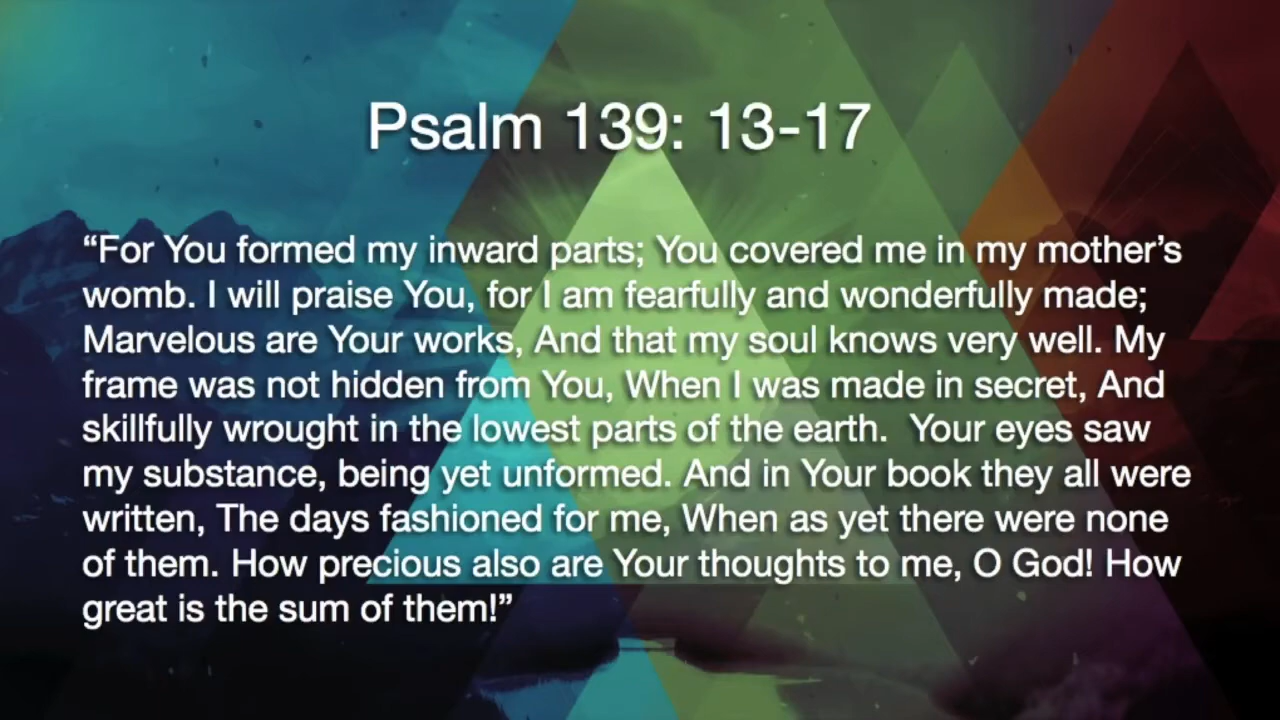 Psalm 139: 13-17
“For You formed my inward parts; You covered me in my mother’s
womb. I will praise You, for I am fearfully and wonderfully made;
Marvelous are Your works, And that my soul knows very well. My
frame was not hidden from You, When I was made in secret, And
skillfully wrought in the lowest parts of the earth.  Your eyes saw
my substance, being yet unformed. And in Your book they all were
written, The days fashioned for me, When as yet there were none
of them. How precious also are Your thoughts to me, O God! How
great is the sum of them!”